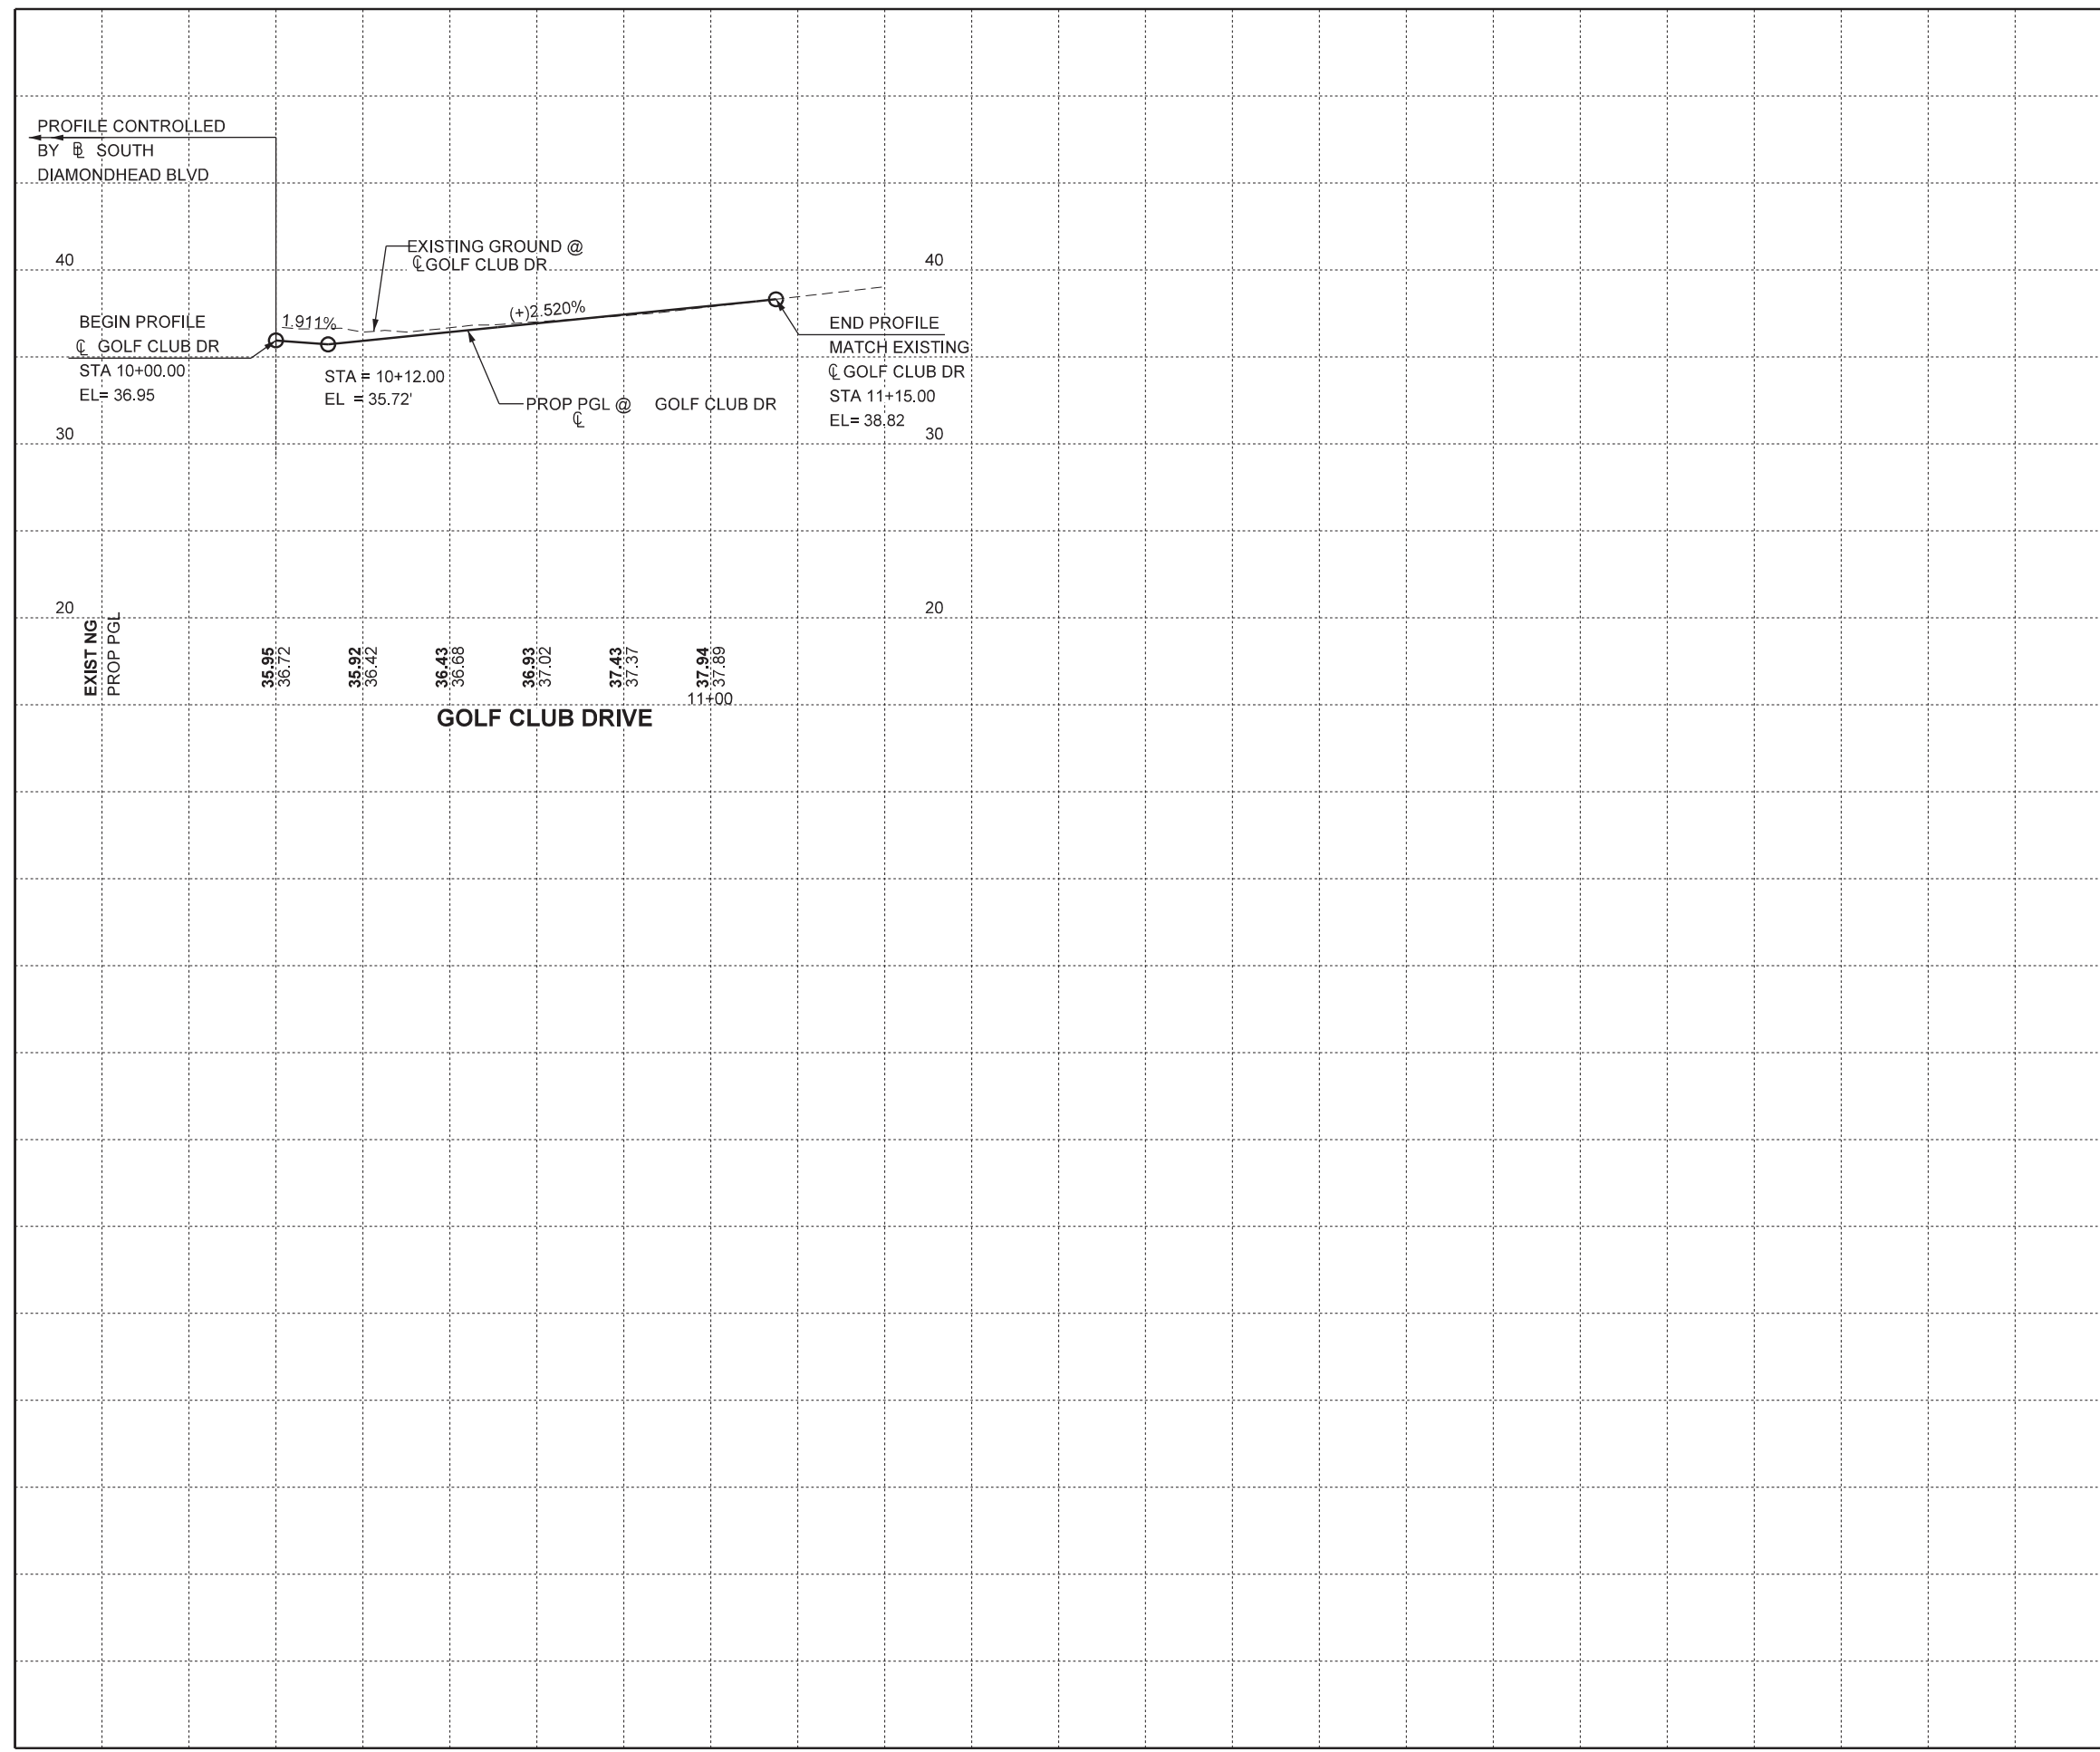 PROFILE CONTROLLED
BY ℄ SOUTH
DIAMONDHEAD BLVD
EXISTING GROUND @
℄ GOLF CLUB DR
40
40
1.911%
(+)2.520%
BEGIN PROFILE
℄ GOLF CLUB DR
STA 10+00.00
EL= 36.95
STA = 10+12.00
EL = 35.72'
PROP PGL @ GOLF CLUB DR
℄
END PROFILE
MATCH EXISTING
℄ GOLF CLUB DR
STA 11+15.00
EL= 38.82
30
30
20
20
EXIST NG
PROP PGL
35.95
36.72
35.92
36.42
36.43
36.68
36.93
37.02
37.43
37.37
37.94
37.89
11+00
GOLF CLUB DRIVE